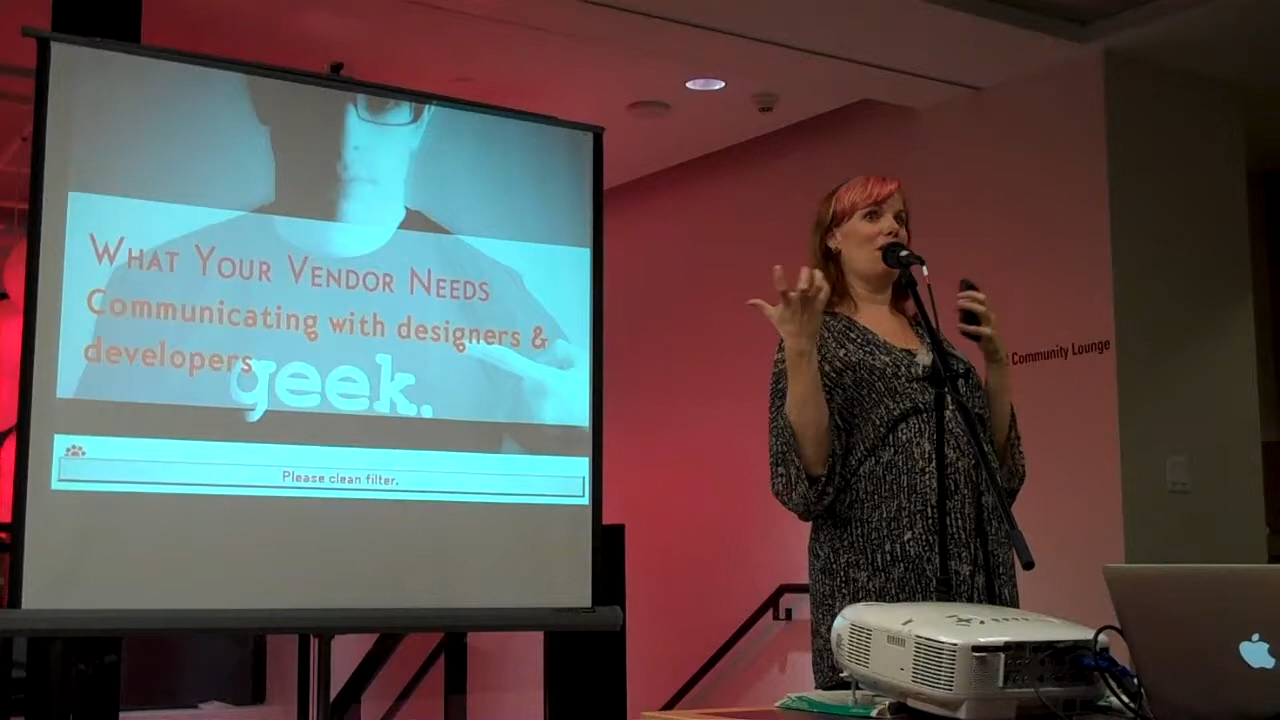 What Your Vendor Needs
Communicating with designers &
developers
geek.
Please clean filter.
Community Lounge